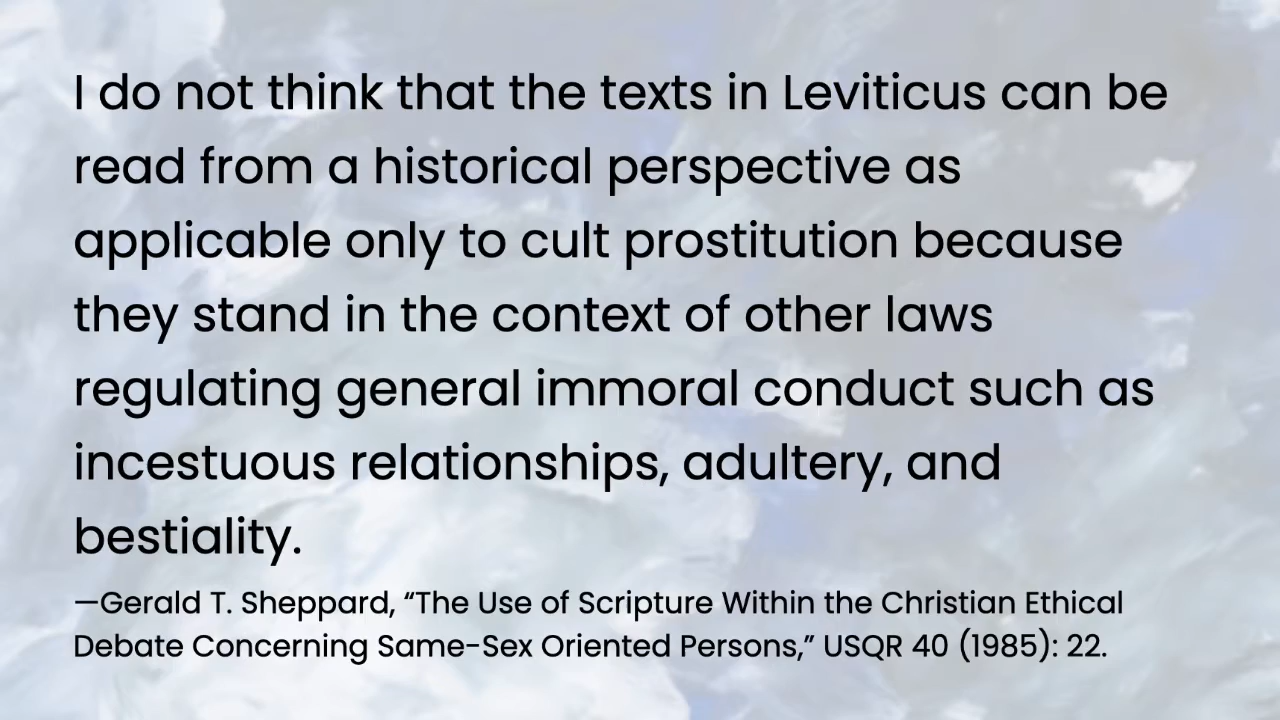 I do not think that the texts in Leviticus can be
read from a historical perspective as
applicable only to cult prostitution because
they stand in the context of other laws
regulating general immoral conduct such as
incestuous relationships, adultery, and
bestiality.
—Gerald T. Sheppard, “The Use of Scripture Within the Christian Ethical
Debate Concerning Same-Sex Oriented Persons,” USQR 40 (1985): 22.